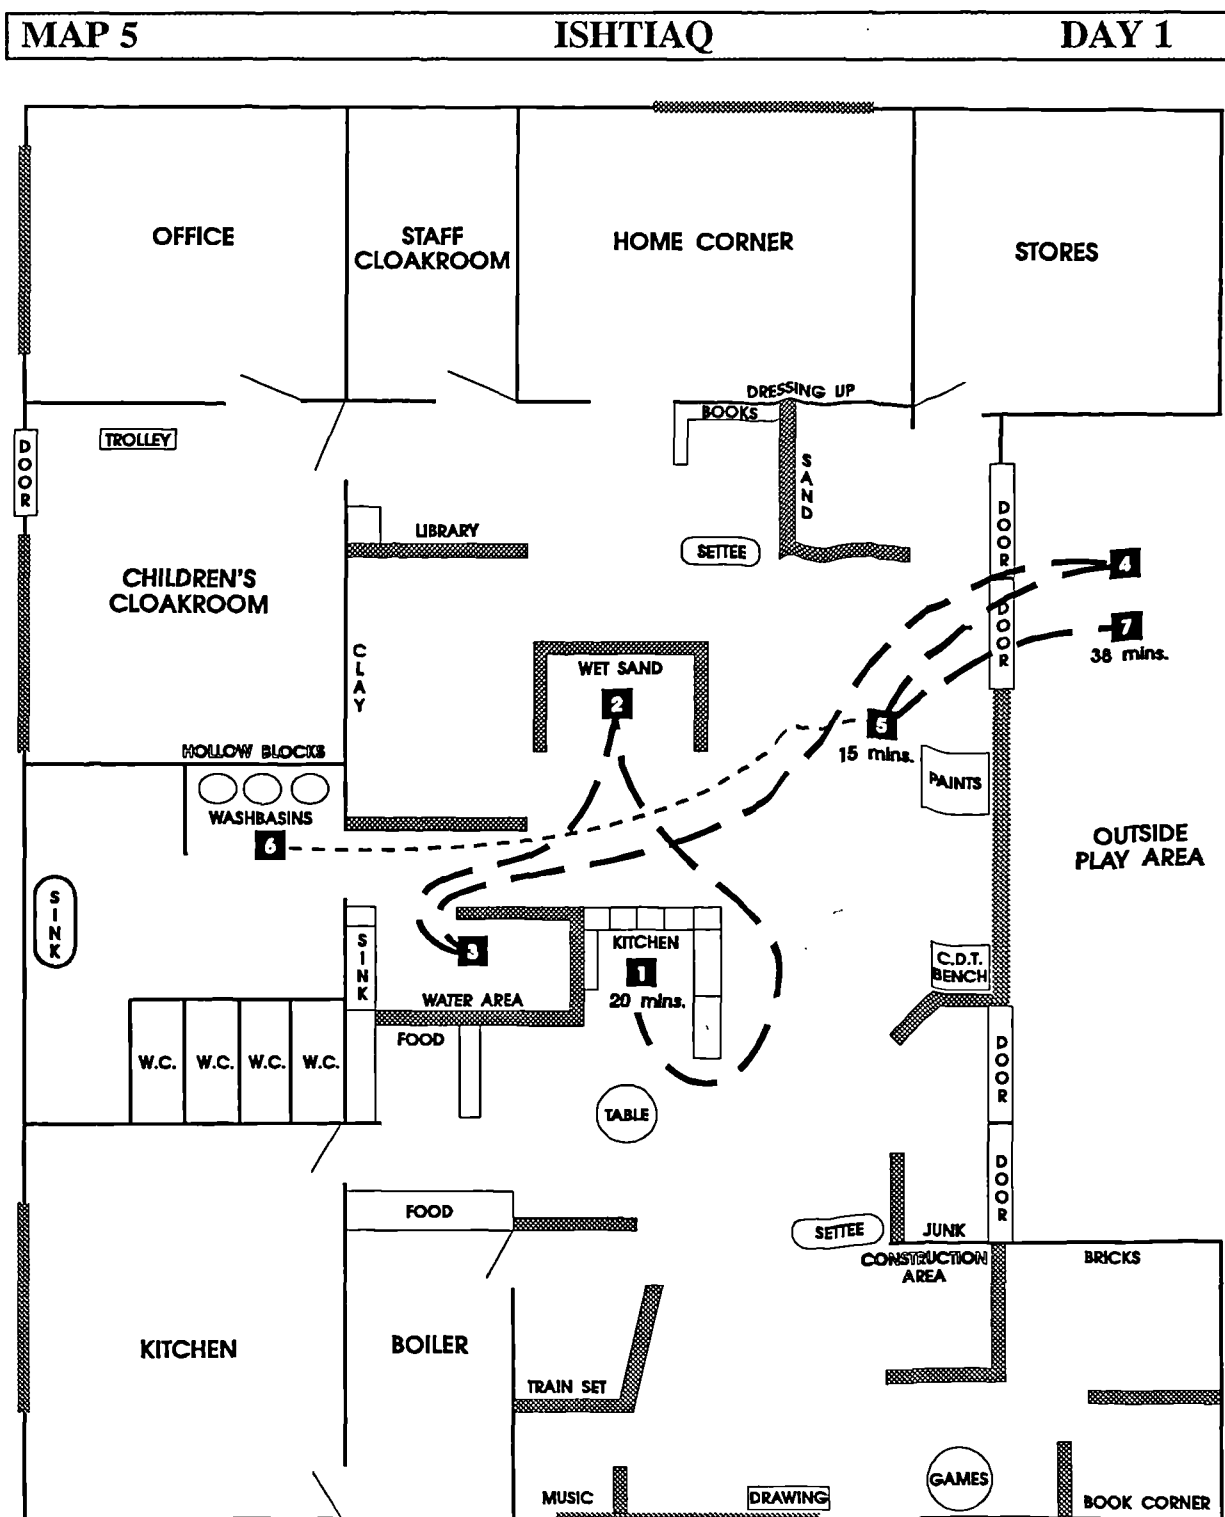 MAP 5 ISHTIAQ DAY 1
OFFICE
STAFF
CLOAKROOM
HOME CORNER
STORES
DRESSING UP
BOOKS
TROLLEY
DOOR
SAND
DOOR
LIBRARY
SETTEE
4
CHILDREN'S
CLOAKROOM
DOOR
7
38 mins.
CLAY
WET SAND
2
5
15 mins.
HOLLOW BLOCKS
PAINTS
WASHBASINS
6
OUTSIDE
PLAY AREA
SINK
SINK
3
KITCHEN
1
20 mins.
C.D.T.
BENCH
WATER AREA
FOOD
W.C. W.C. W.C. W.C.
DOOR
TABLE
DOOR
FOOD
SETTEE
JUNK
CONSTRUCTION
AREA
BRICKS
KITCHEN
BOILER
TRAIN SET
GAMES
MUSIC
DRAWING
BOOK CORNER